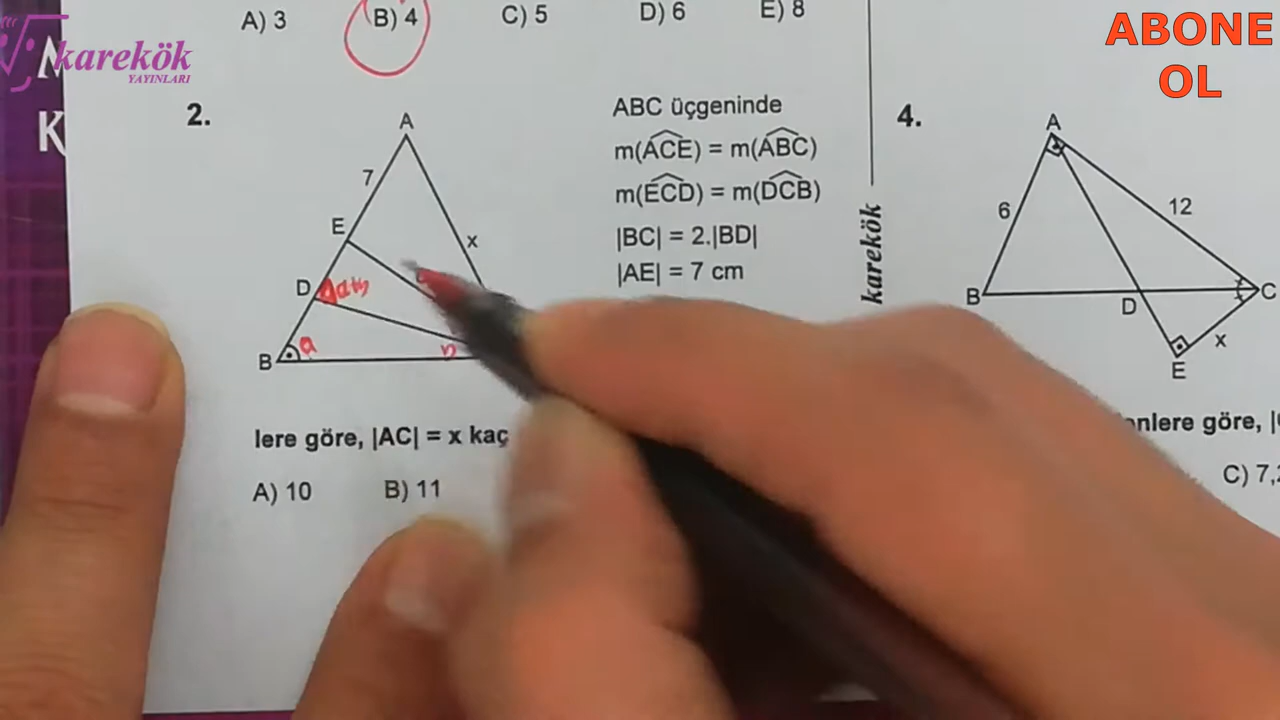 ABONE
OL
karekök
YAYINLARI
K
A) 3 B) 4 C) 5 D) 6 E) 8
2.
A
7
E
x
D
a+b
B
a
ABC üçgeninde
m(ACE) = m(ABC)
m(ECD) = m(DCB)
|BC| = 2.|BD|
|AE| = 7 cm
lere göre, |AC| = x kaç
A) 10 B) 11
karekök
4.
A
6
12
B
D
C
x
E
göre,